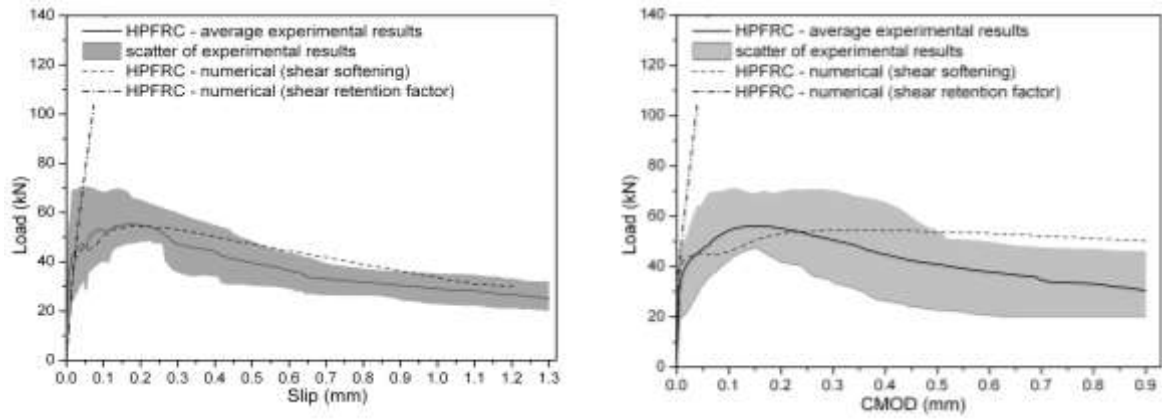 140
HPFRC - average experimental results
scatter of experimental results
120
HPFRC - numerical (shear softening)
HPFRC - numerical (shear retention factor)
100
80
60
40
20
0
Load (kN)
0.0 0.1 0.2 0.3 0.4 0.5 0.6 0.7 0.8 0.9 1.0 1.1 1.2 1.3
Slip (mm)
140
HPFRC - average experimental results
scatter of experimental results
120
HPFRC - numerical (shear softening)
HPFRC - numerical (shear retention factor)
100
80
60
40
20
0
Load (kN)
0.0 0.1 0.2 0.3 0.4 0.5 0.6 0.7 0.8 0.9
CMOD (mm)